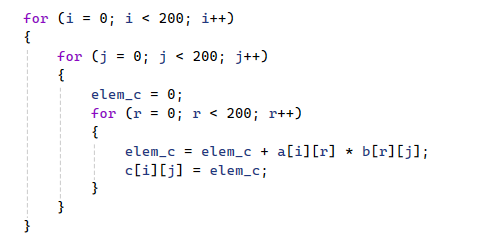 for (i = 0; i < 200; i++)
{
    for (j = 0; j < 200; j++)
    {
        elem_c = 0;
        for (r = 0; r < 200; r++)
        {
            elem_c = elem_c + a[i][r] * b[r][j];
            c[i][j] = elem_c;
        }
    }
}